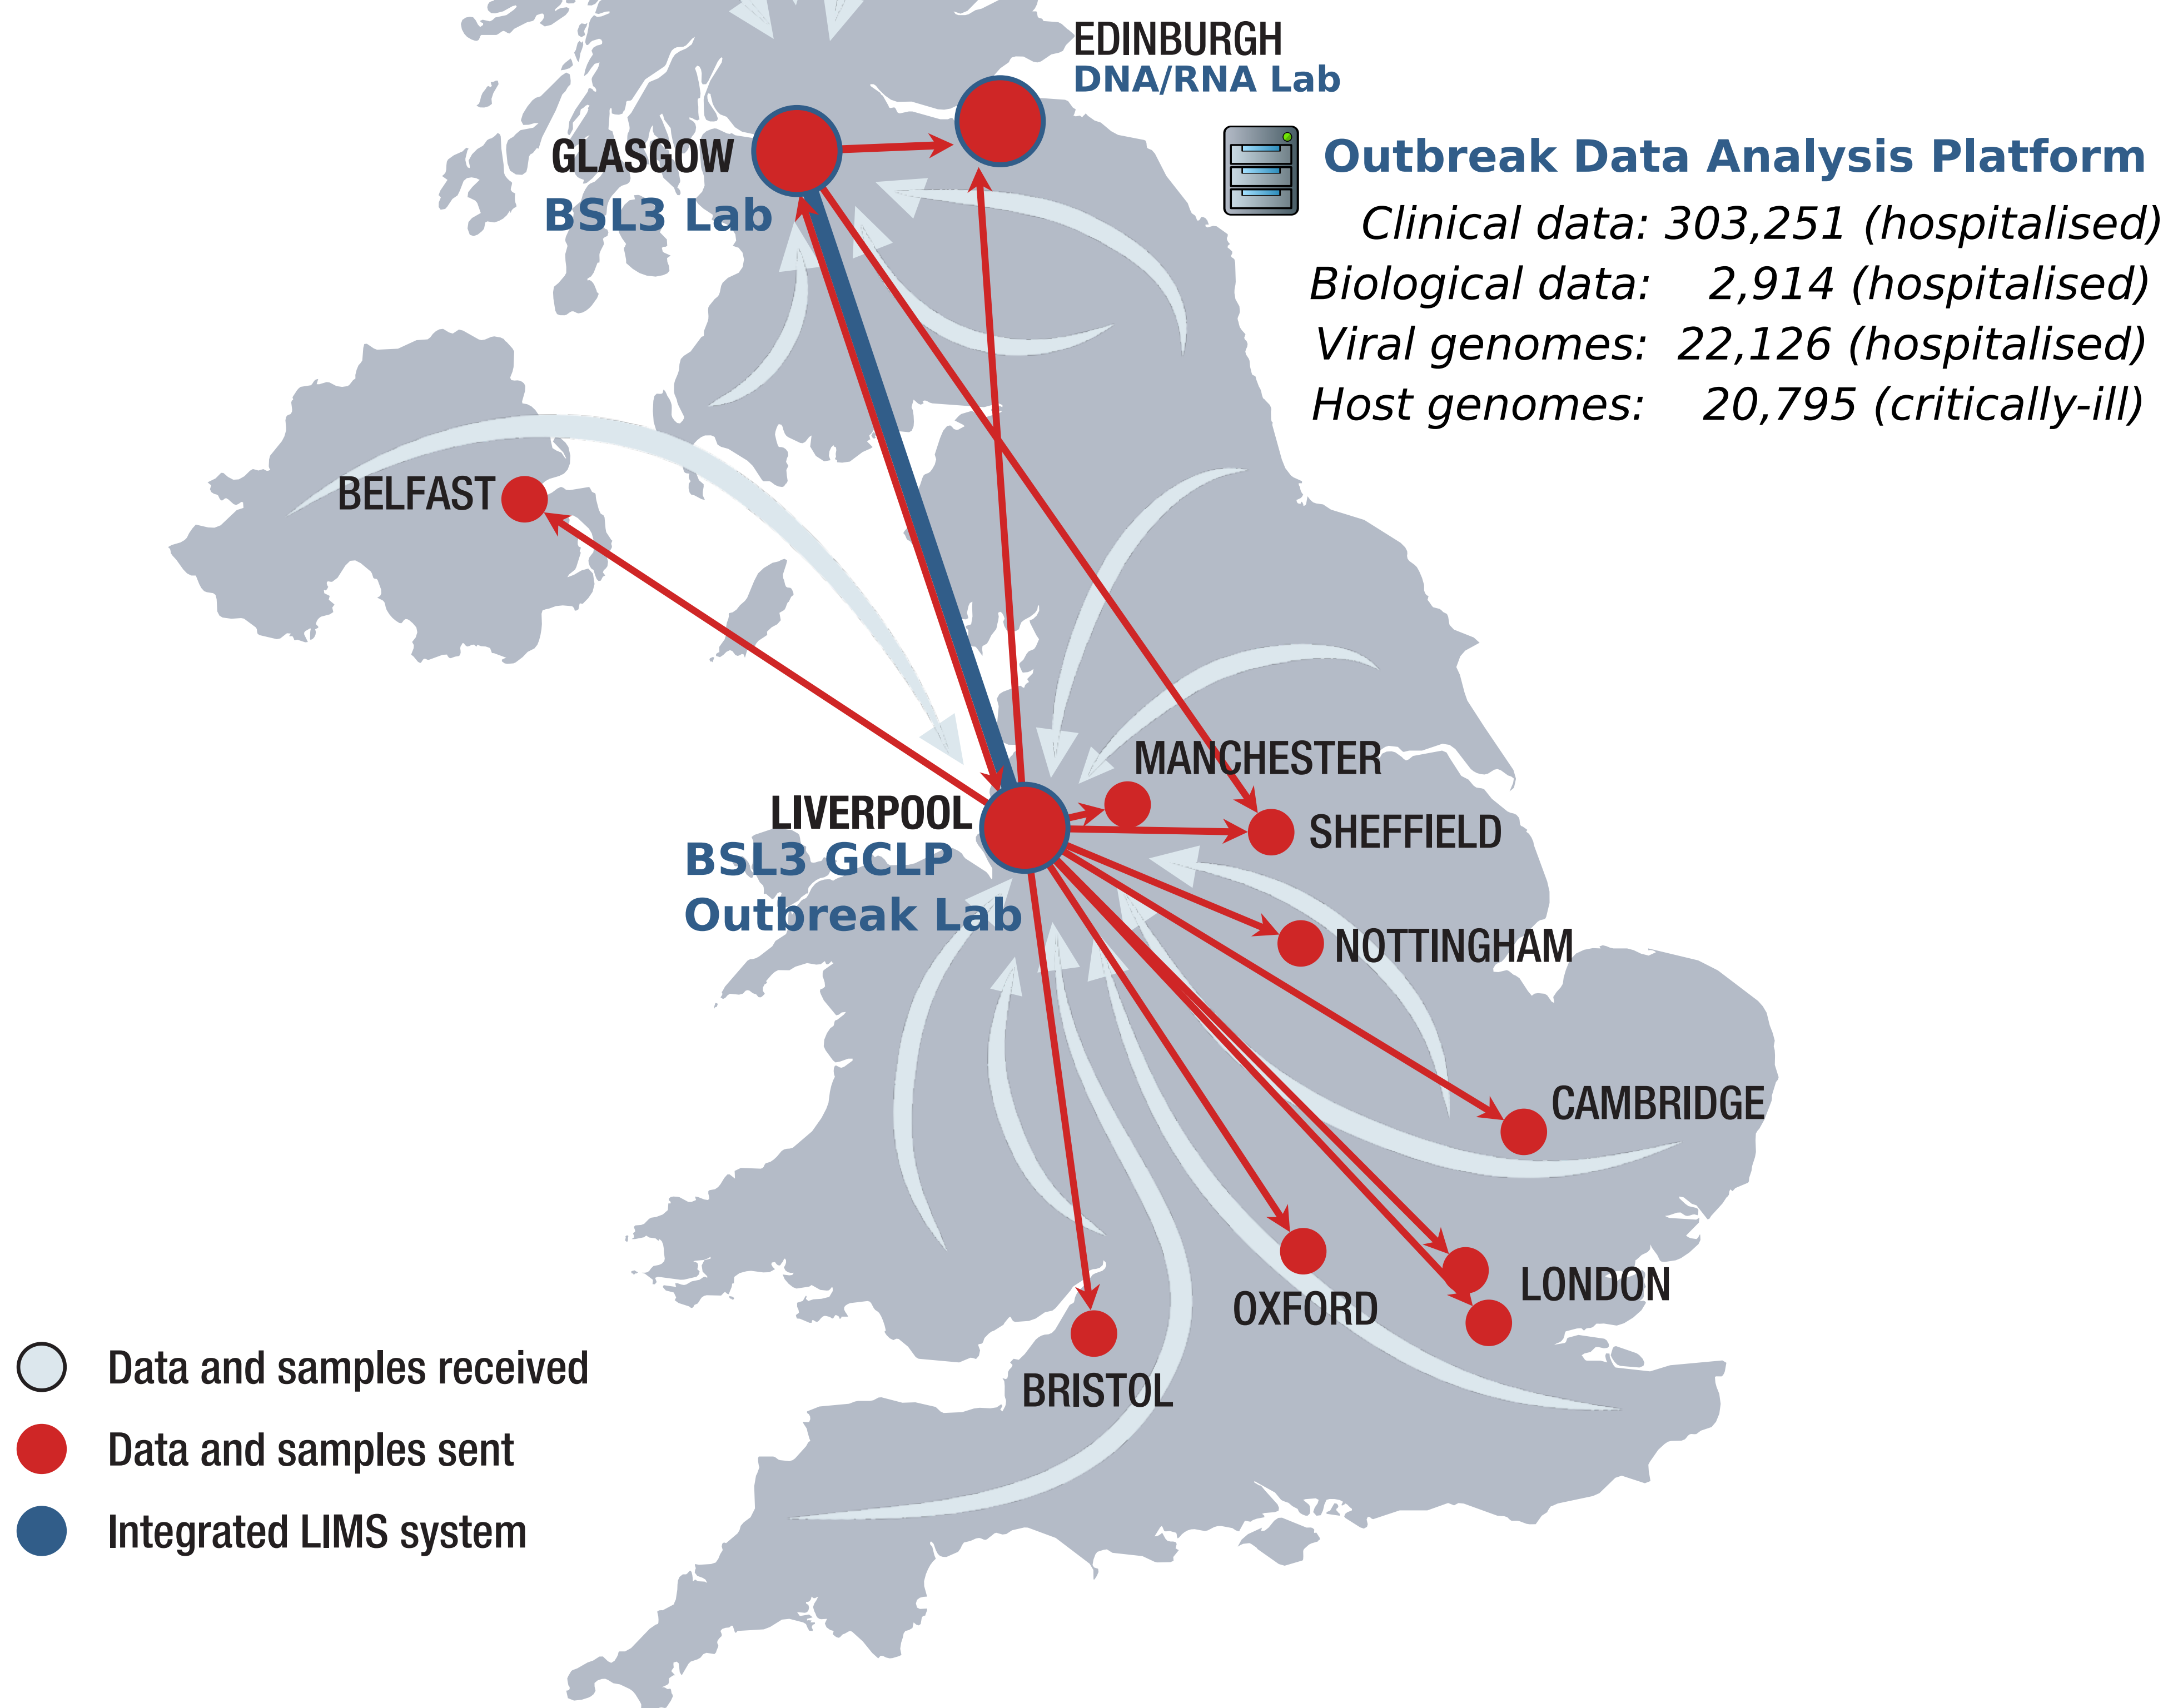 EDINBURGH
DNA/RNA Lab
GLASGOW
BSL3 Lab
Outbreak Data Analysis Platform
Clinical data: 303,251 (hospitalised)
Biological data: 2,914 (hospitalised)
Viral genomes: 22,126 (hospitalised)
Host genomes: 20,795 (critically-ill)
BELFAST
MANCHESTER
LIVERPOOL
BSL3 GCLP
Outbreak Lab
SHEFFIELD
NOTTINGHAM
CAMBRIDGE
LONDON
OXFORD
BRISTOL
Data and samples received
Data and samples sent
Integrated LIMS system